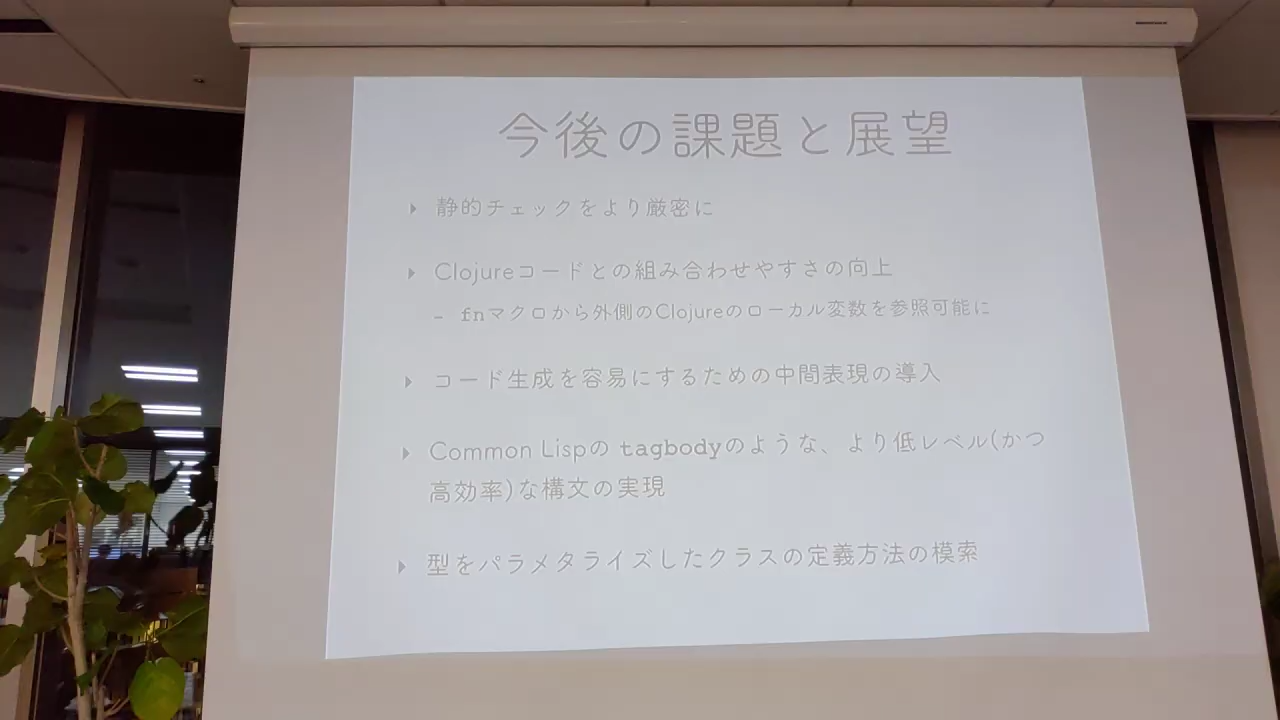 今後の課題と展望
▸ 静的チェックをより厳密に
▸ Clojureコードとの組み合わせやすさの向上
– fnマクロから外側のClojureのローカル変数を参照可能に
▸ コード生成を容易にするための中間表現の導入
▸ Common Lispの tagbodyのような、より低レベル(かつ
高効率)な構文の実現
▸ 型をパラメタライズしたクラスの定義方法の模索